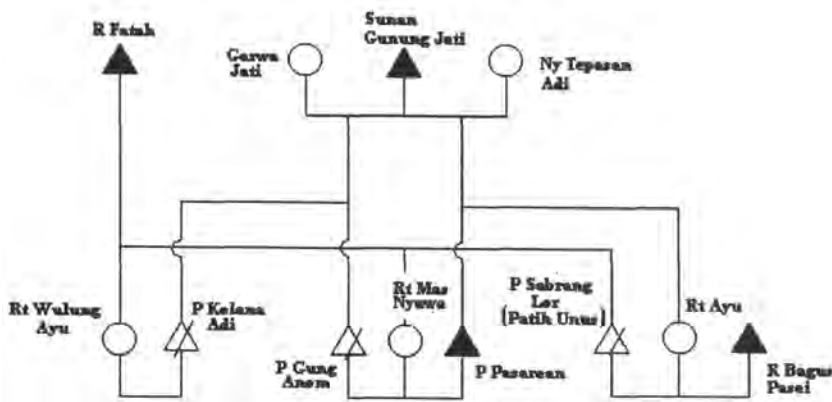 R Fatah
Sunan
Gunung Jati
Garwa
Jati
Ny Tepasan
Adi
Rt Wulung
Ayu
P Kelana
Adi
Rt Mas
Nyawa
P Sabrang
Lor
(Patih Unus)
Rt Ayu
P Gung
Anom
P Pasarean
R Bagus
Pasei